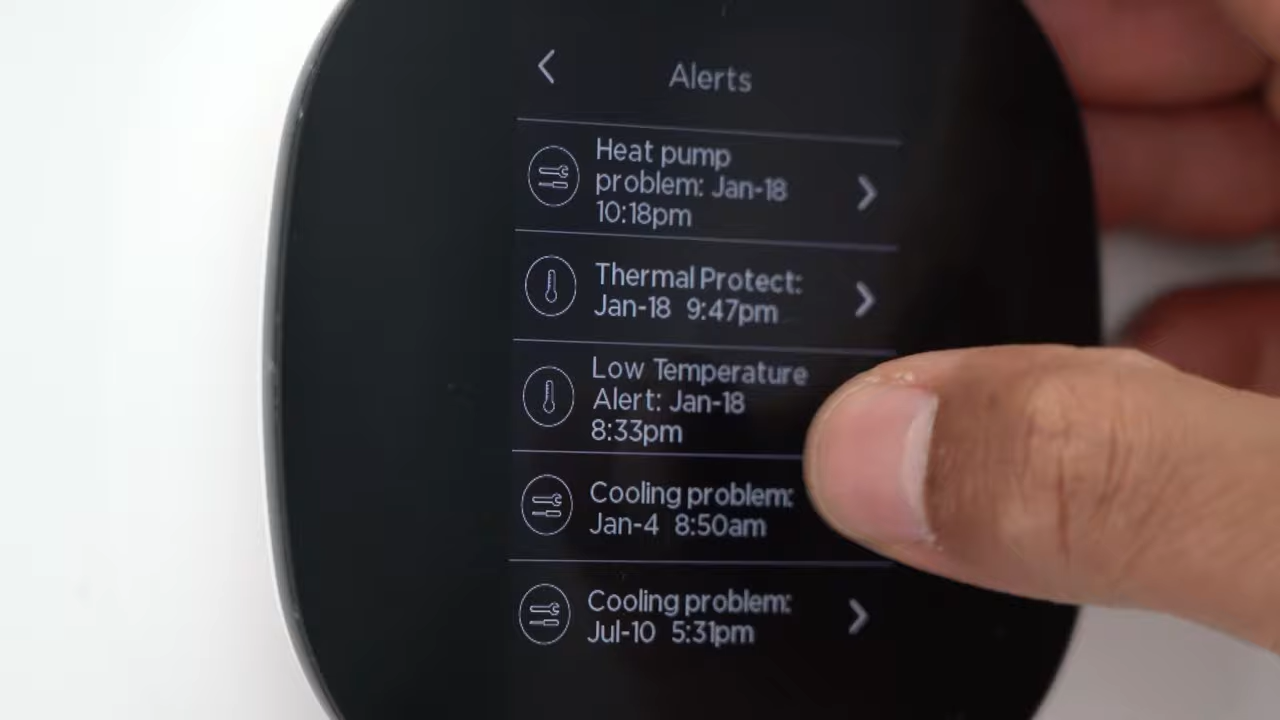 Alerts
Heat pump
problem: Jan-18
10:18pm
Thermal Protect:
Jan-18 9:47pm
Low Temperature
Alert: Jan-18
8:33pm
Cooling problem:
Jan-4 8:50am
Cooling problem:
Jul-10 5:31pm